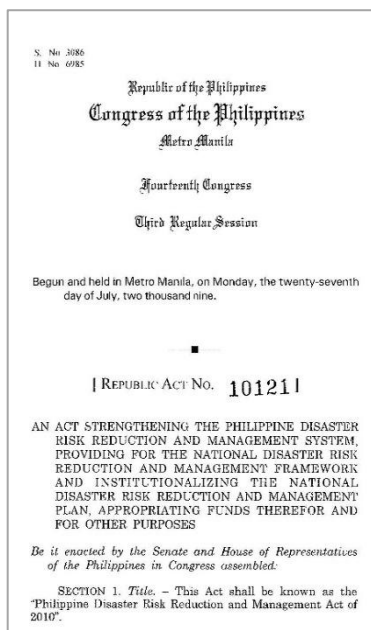 S. No 3086
H No 6985
Republic of the Philippines
Congress of the Philippines
Metro Manila
Fourteenth Congress
Third Regular Session
Begun and held in Metro Manila, on Monday, the twenty-seventh
day of July, two thousand nine.
[ REPUBLIC ACT NO. 10121 ]
AN ACT STRENGTHENING THE PHILIPPINE DISASTER
RISK REDUCTION AND MANAGEMENT SYSTEM,
PROVIDING FOR THE NATIONAL DISASTER RISK
REDUCTION AND MANAGEMENT FRAMEWORK
AND INSTITUTIONALIZING THE NATIONAL
DISASTER RISK REDUCTION AND MANAGEMENT
PLAN, APPROPRIATING FUNDS THEREFOR AND
FOR OTHER PURPOSES
Be it enacted by the Senate and House of Representatives
of the Philippines in Congress assembled:
SECTION 1. Title. – This Act shall be known as the
"Philippine Disaster Risk Reduction and Management Act of
2010".